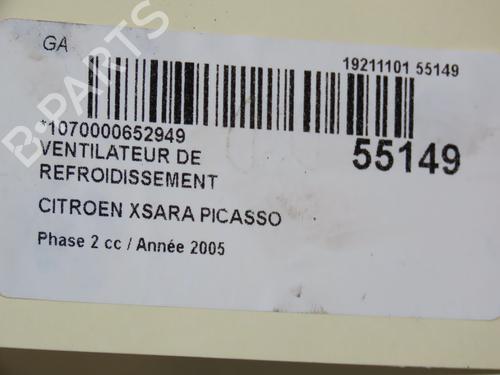 GA
19211101 55149
*1070000652949
55149
VENTILATEUR DE
REFROIDISSEMENT
CITROEN XSARA PICASSO
Phase 2 cc / Année 2005
B-PARTS